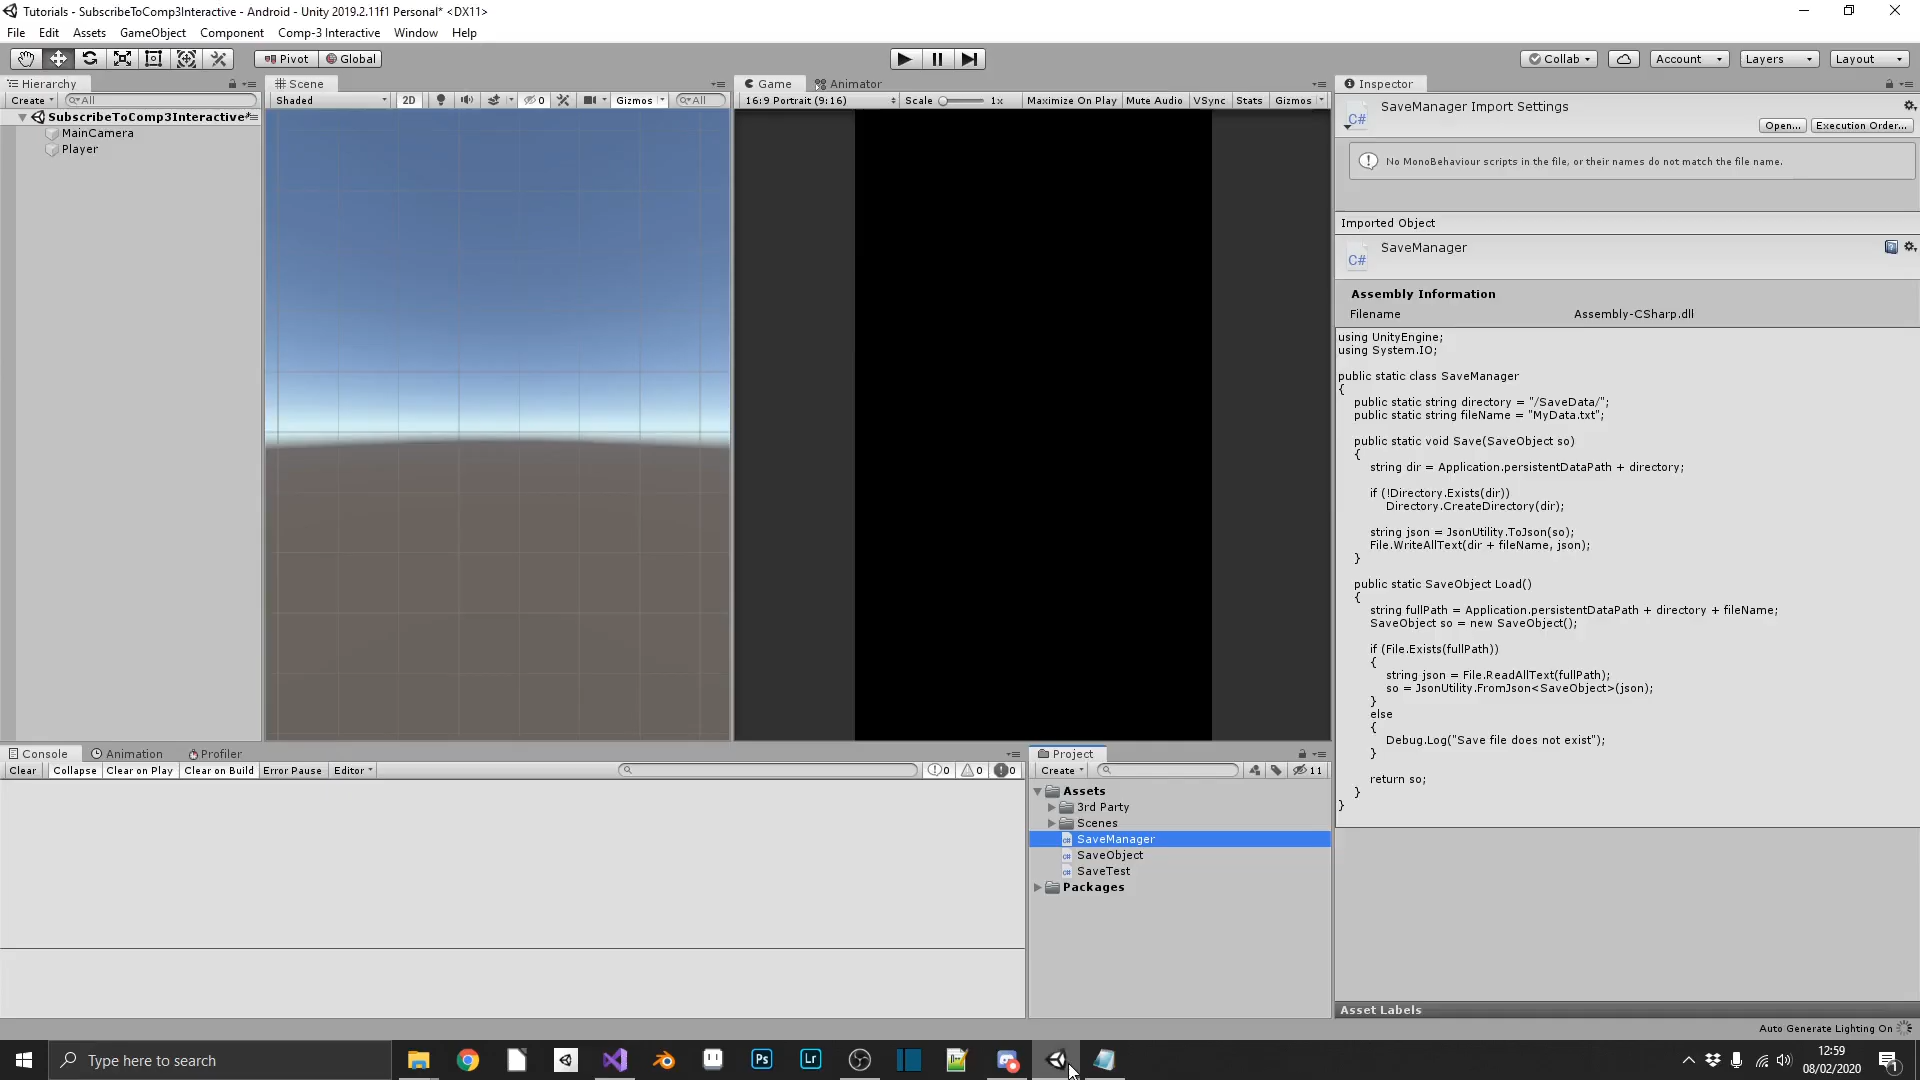 Tutorials - SubscribeToComp3Interactive - Android - Unity 2019.2.11f1 Personal* <DX11>
File Edit Assets GameObject Component Comp-3 Interactive Window Help
Pivot Global Collab Account Layers Layout
Hierarchy Scene Game Animator Inspector
Create All Shaded 2D 0 Gizmos All 16:9 Portrait (9:16) Scale 1x Maximize On Play Mute Audio VSync Stats Gizmos
SubscribeToComp3Interactive*
MainCamera
Player
C# SaveManager Import Settings
Open... Execution Order...
No MonoBehaviour scripts in the file, or their names do not match the file name.
Imported Object
C# SaveManager
Assembly Information
Filename Assembly-CSharp.dll
using UnityEngine;
using System.IO;
public static class SaveManager
{
public static string directory = "/SaveData/";
public static string fileName = "MyData.txt";
public static void Save(SaveObject so)
{
string dir = Application.persistentDataPath + directory;
if (!Directory.Exists(dir))
Directory.CreateDirectory(dir);
string json = JsonUtility.ToJson(so);
File.WriteAllText(dir + fileName, json);
}
public static SaveObject Load()
{
string fullPath = Application.persistentDataPath + directory + fileName;
SaveObject so = new SaveObject();
if (File.Exists(fullPath))
{
string json = File.ReadAllText(fullPath);
so = JsonUtility.FromJson<SaveObject>(json);
}
else
{
Debug.Log("Save file does not exist");
}
return so;
}
}
Asset Labels
Console Animation Profiler
Clear Collapse Clear on Play Clear on Build Error Pause Editor 0 0 0
Project
Create 11
Assets
3rd Party
Scenes
SaveManager
SaveObject
SaveTest
Packages
Auto Generate Lighting On
Type here to search
Ps
Lr
12:59
08/02/2020
1